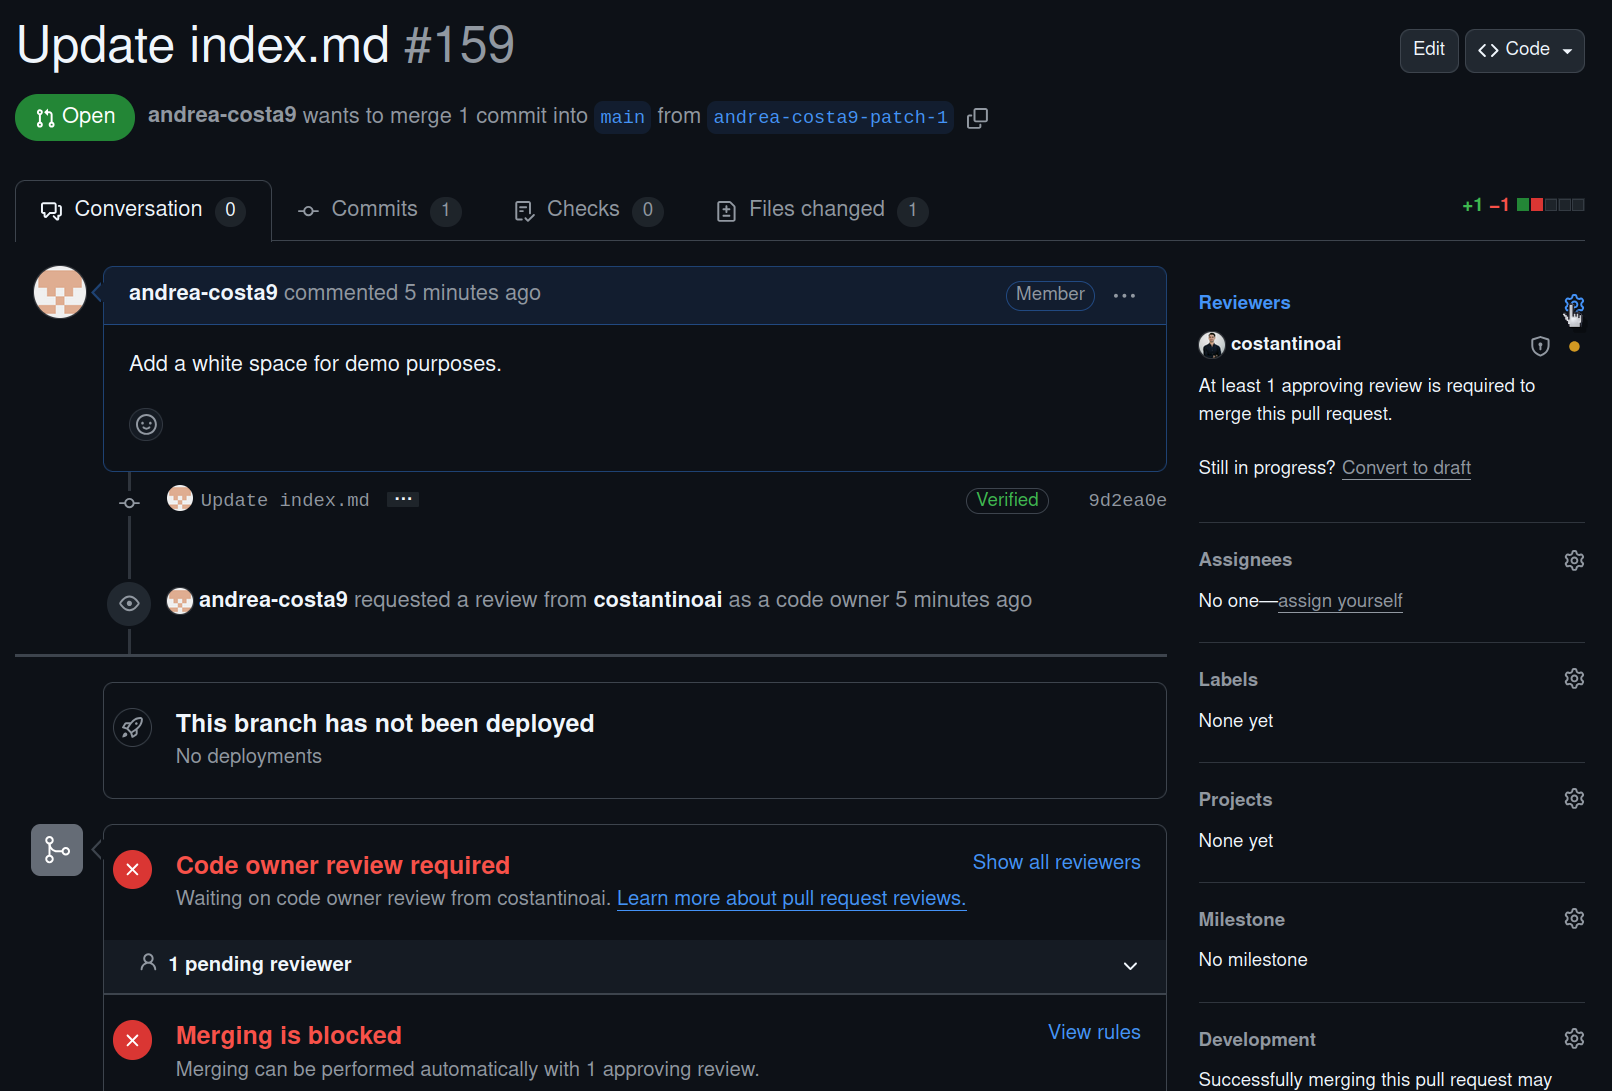 Update index.md #159
Edit
Code
Open
andrea-costa9 wants to merge 1 commit into main from andrea-costa9-patch-1
Conversation 0
Commits 1
Checks 0
Files changed 1
+1 −1
andrea-costa9 commented 5 minutes ago
Member
Add a white space for demo purposes.
Update index.md
Verified
9d2ea0e
andrea-costa9 requested a review from costantinoai as a code owner 5 minutes ago
This branch has not been deployed
No deployments
Code owner review required
Show all reviewers
Waiting on code owner review from costantinoai. Learn more about pull request reviews.
1 pending reviewer
Merging is blocked
View rules
Merging can be performed automatically with 1 approving review.
Reviewers
costantinoai
At least 1 approving review is required to
merge this pull request.
Still in progress? Convert to draft
Assignees
No one—assign yourself
Labels
None yet
Projects
None yet
Milestone
No milestone
Development
Successfully merging this pull request may